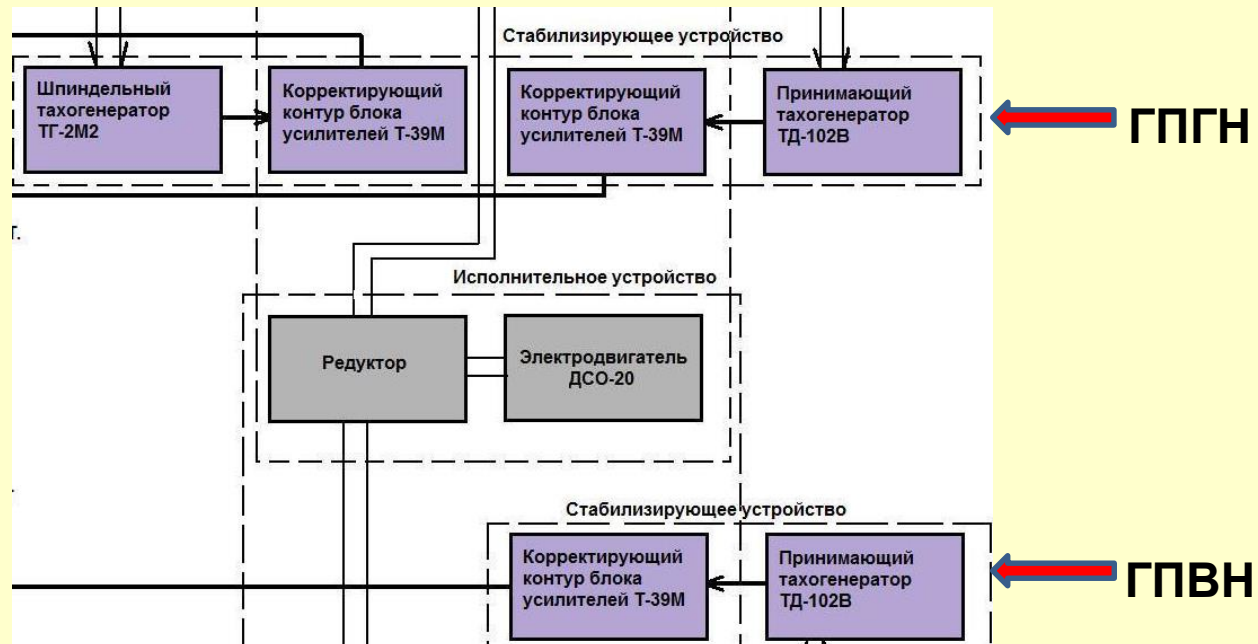 Стабилизирующее устройство
Шпиндельный
тахогенератор
ТГ-2М2
Корректирующий
контур блока
усилителей Т-39М
Корректирующий
контур блока
усилителей Т-39М
Принимающий
тахогенератор
ТД-102В
ГПГН
т.
Исполнительное устройство
Редуктор
Электродвигатель
ДСО-20
Стабилизирующее устройство
Корректирующий
контур блока
усилителей Т-39М
Принимающий
тахогенератор
ТД-102В
ГПВН